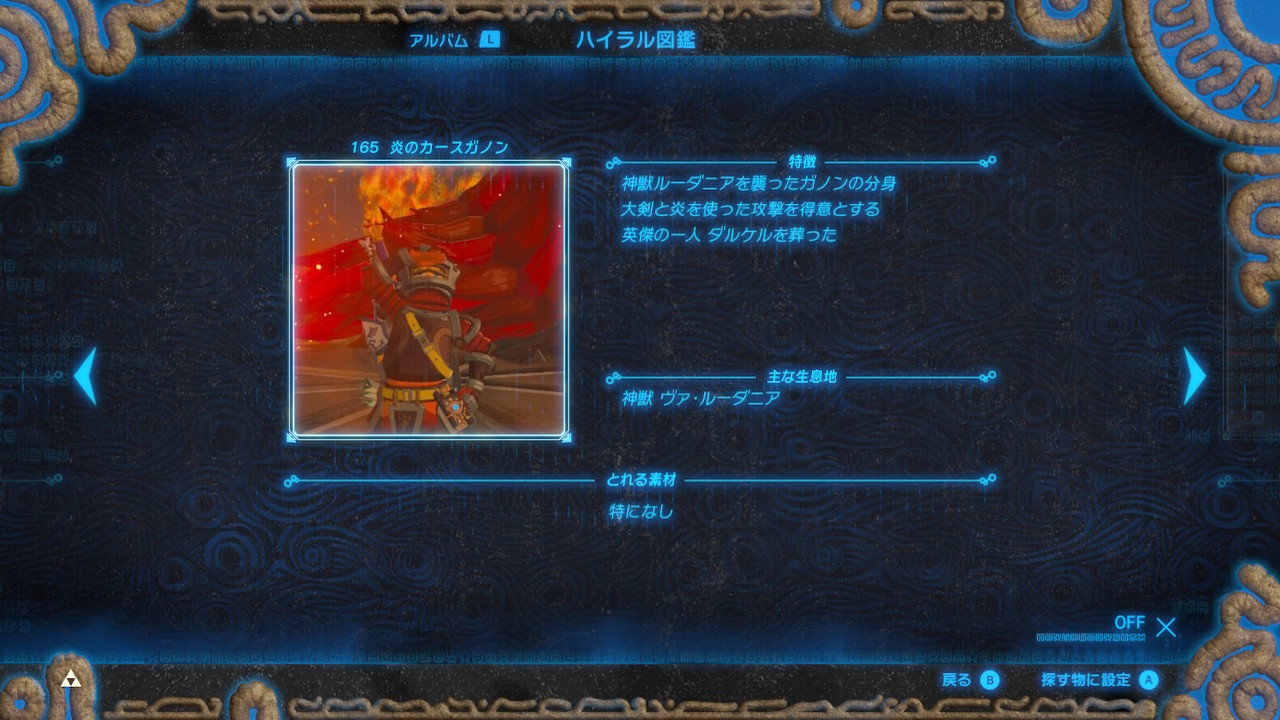 アルバム L ハイラル図鑑
165 炎のカースガノン
特徴
神獣ルーダニアを襲ったガノンの分身
大剣と炎を使った攻撃を得意とする
英傑の一人 ダルケルを葬った
主な生息地
神獣 ヴァ・ルーダニア
とれる素材
特になし
OFF
戻る B 探す物に設定 A